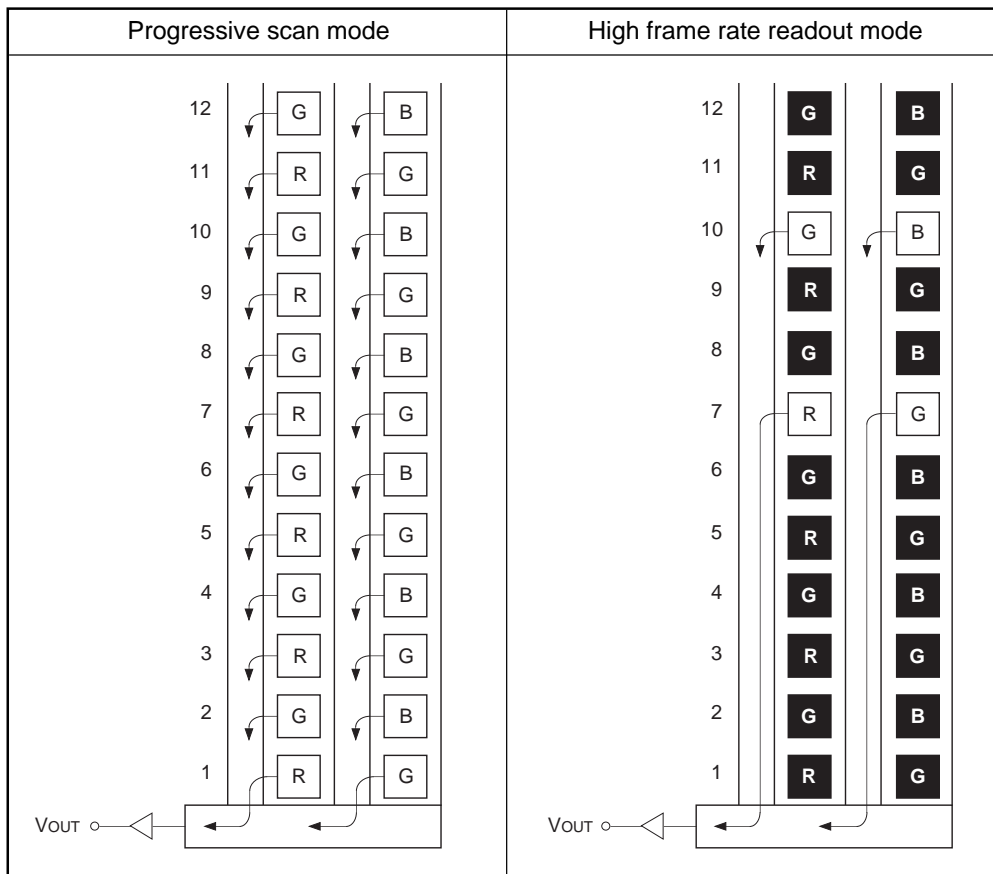 Progressive scan mode High frame rate readout mode
12 G B 12 G B
11 R G 11 R G
10 G B 10 G B
9 R G 9 R G
8 G B 8 G B
7 R G 7 R G
6 G B 6 G B
5 R G 5 R G
4 G B 4 G B
3 R G 3 R G
2 G B 2 G B
1 R G 1 R G
VOUT VOUT